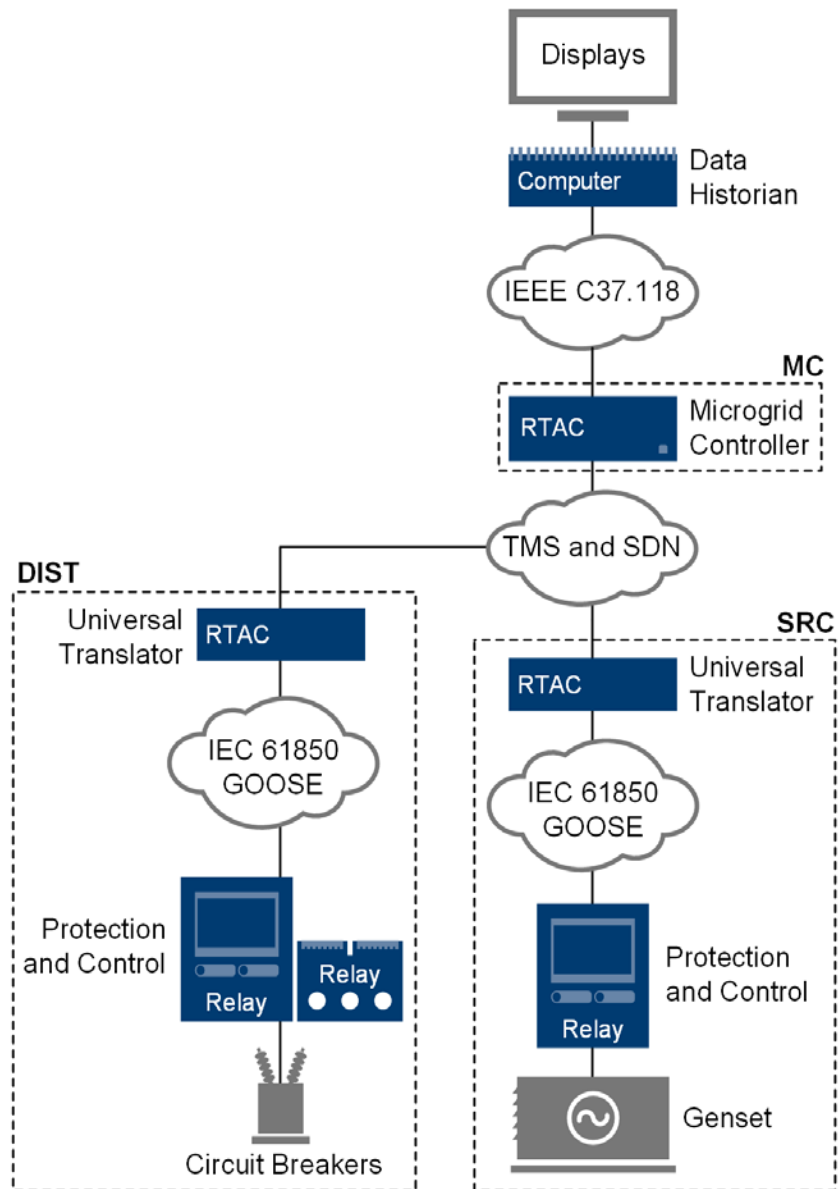 Displays
Computer
Data
Historian
IEEE C37.118
MC
RTAC
Microgrid
Controller
TMS and SDN
DIST
Universal
Translator
RTAC
IEC 61850
GOOSE
Protection
and Control
Relay
Relay
Circuit Breakers
SRC
RTAC
Universal
Translator
IEC 61850
GOOSE
Protection
and Control
Relay
Genset